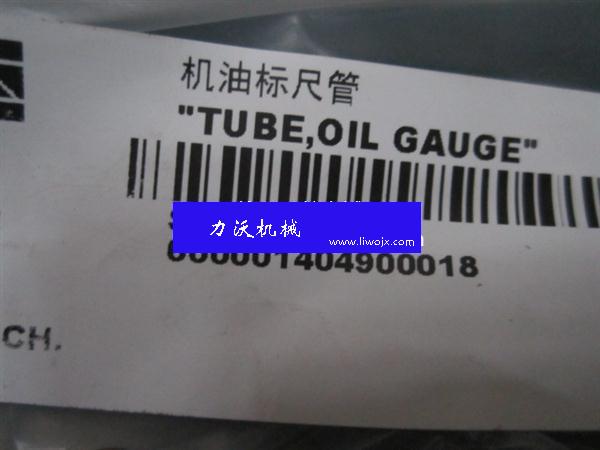 机油标尺管
"TUBE,OIL GAUGE"
力沃机械
www.liwojx.com
000001404900018
CH.